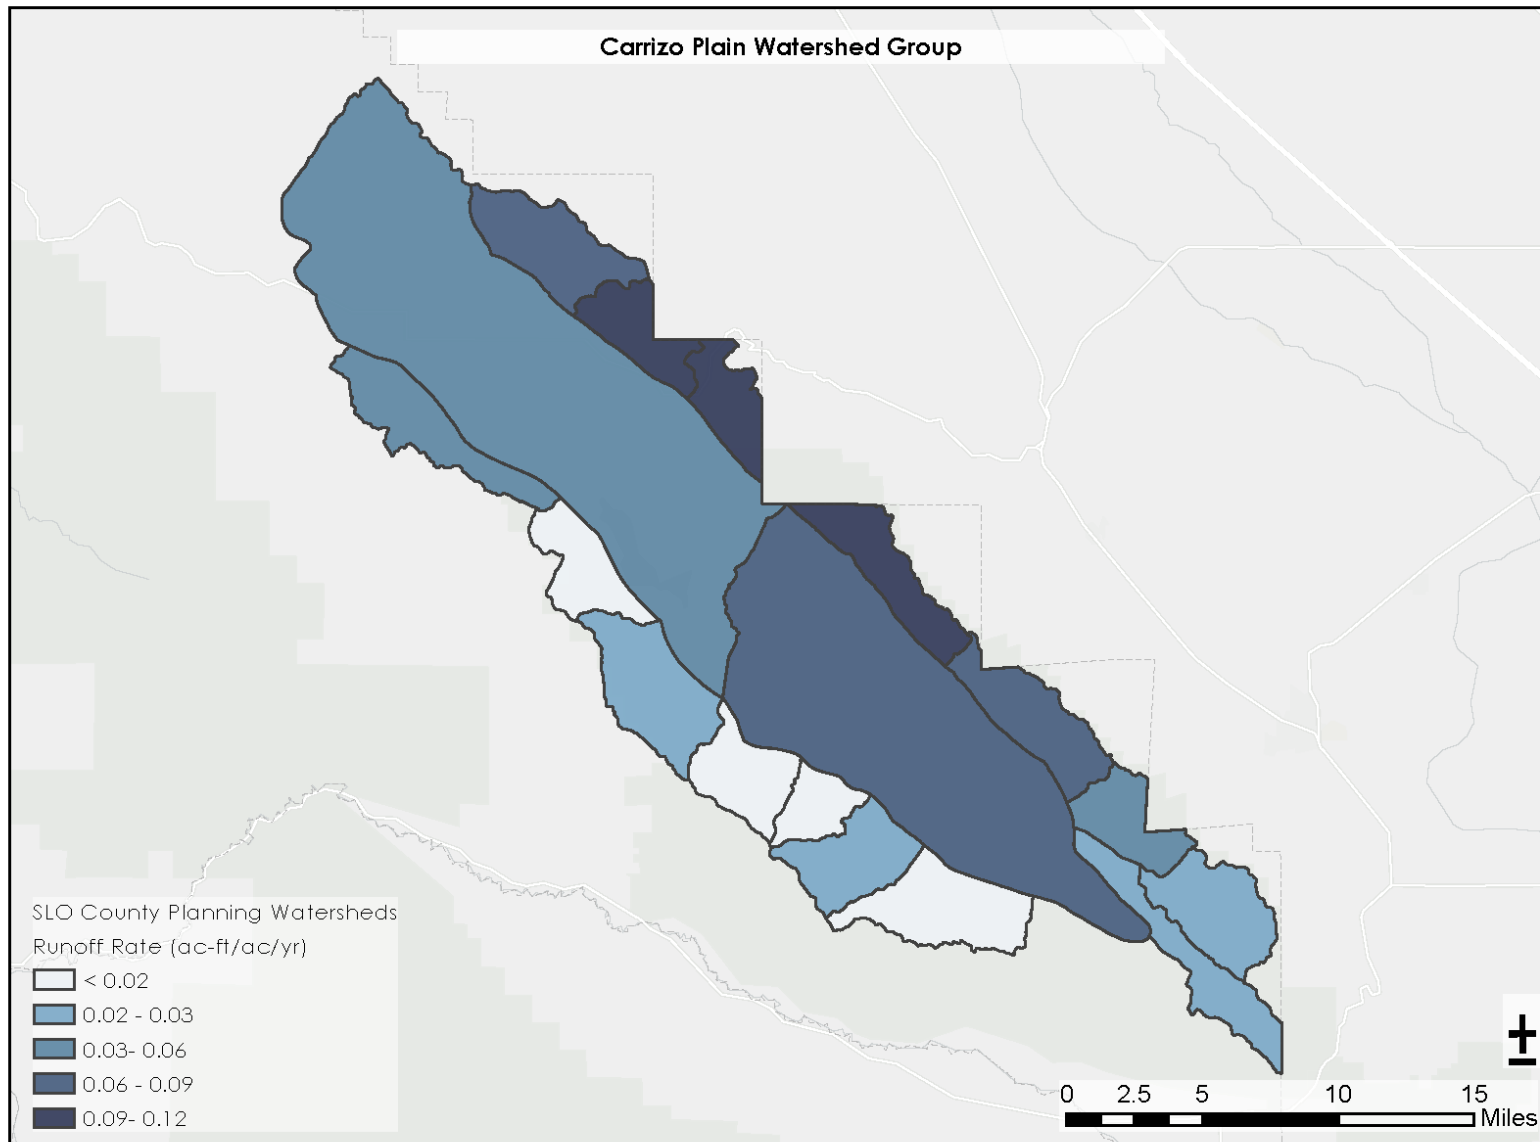 Carrizo Plain Watershed Group
SLO County Planning Watersheds
Runoff Rate (ac-ft/ac/yr)
< 0.02
0.02 - 0.03
0.03- 0.06
0.06 - 0.09
0.09- 0.12
0 2.5 5 10 15
Miles